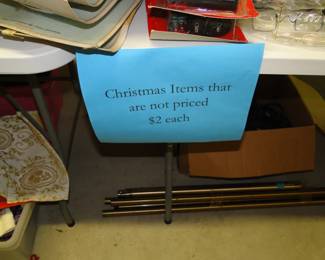 Christmas Items that
are not priced
$2 each